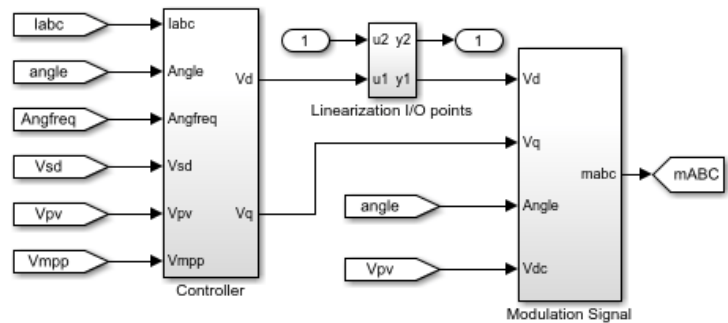 Iabc
angle
Angfreq
Vsd
Vpv
Vmpp
Iabc
Angle
Angfreq
Vsd
Vpv
Vmpp
Vd
Vq
Controller
1
u2 y2
u1 y1
1
Linearization I/O points
angle
Vpv
Vd
Vq
Angle
Vdc
mabc
Modulation Signal
mABC